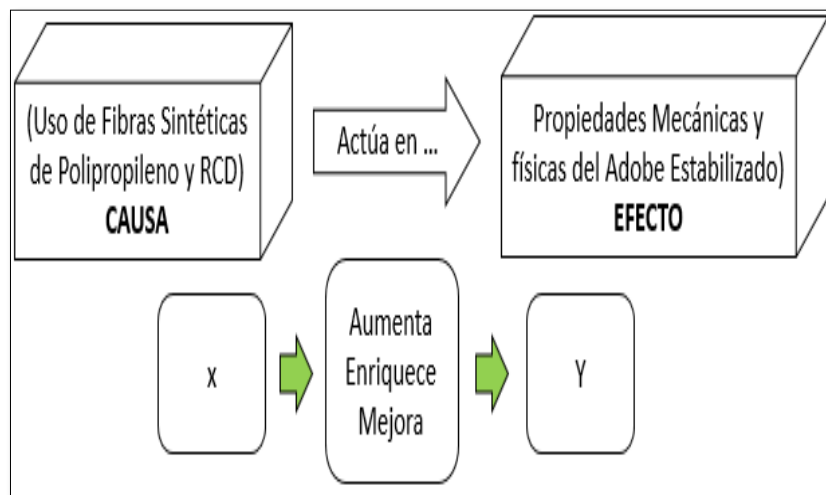 (Uso de Fibras Sintéticas
de Polipropileno y RCD)
CAUSA
Actúa en ...
Propiedades Mecánicas y
físicas del Adobe Estabilizado)
EFECTO
x
Aumenta
Enriquece
Mejora
Y